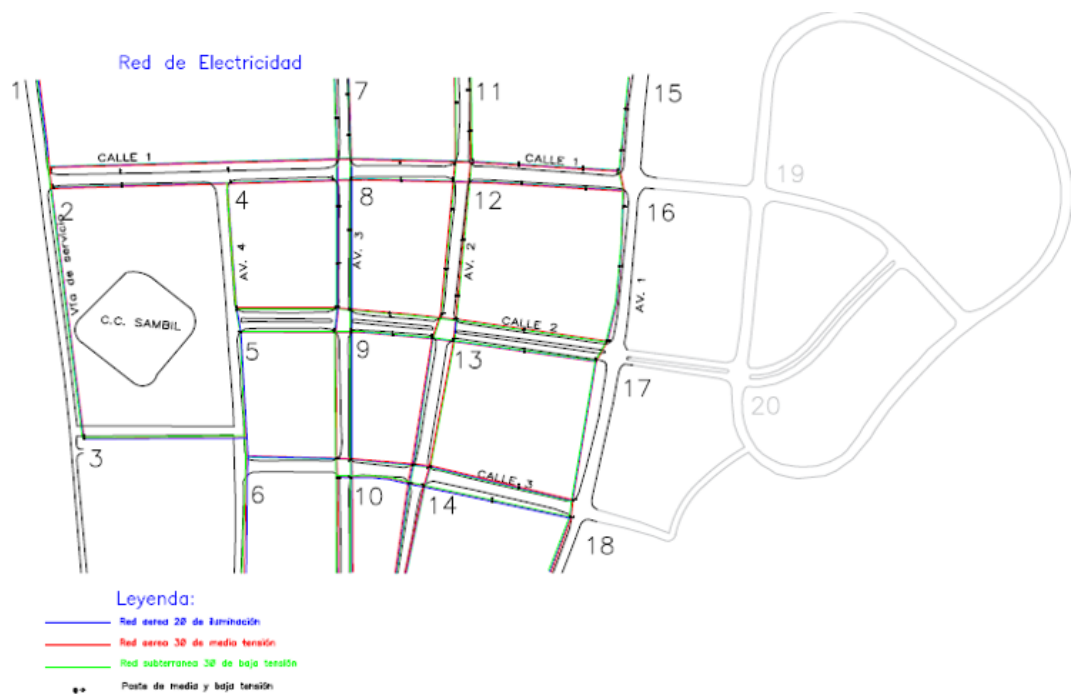 Red de Electricidad
1
7
11
15
CALLE 1
CALLE 1
19
2
4
8
12
16
Vía de servicio
AV. 4
AV. 3
AV. 2
AV. 1
C.C. SAMBIL
CALLE 2
5
9
13
17
20
3
6
10
14
CALLE 3
18
Leyenda:
Red aerea 2Ø de iluminación
Red aerea 3Ø de media tensión
Red subterranea 3Ø de baja tensión
Poste de media y baja tensión